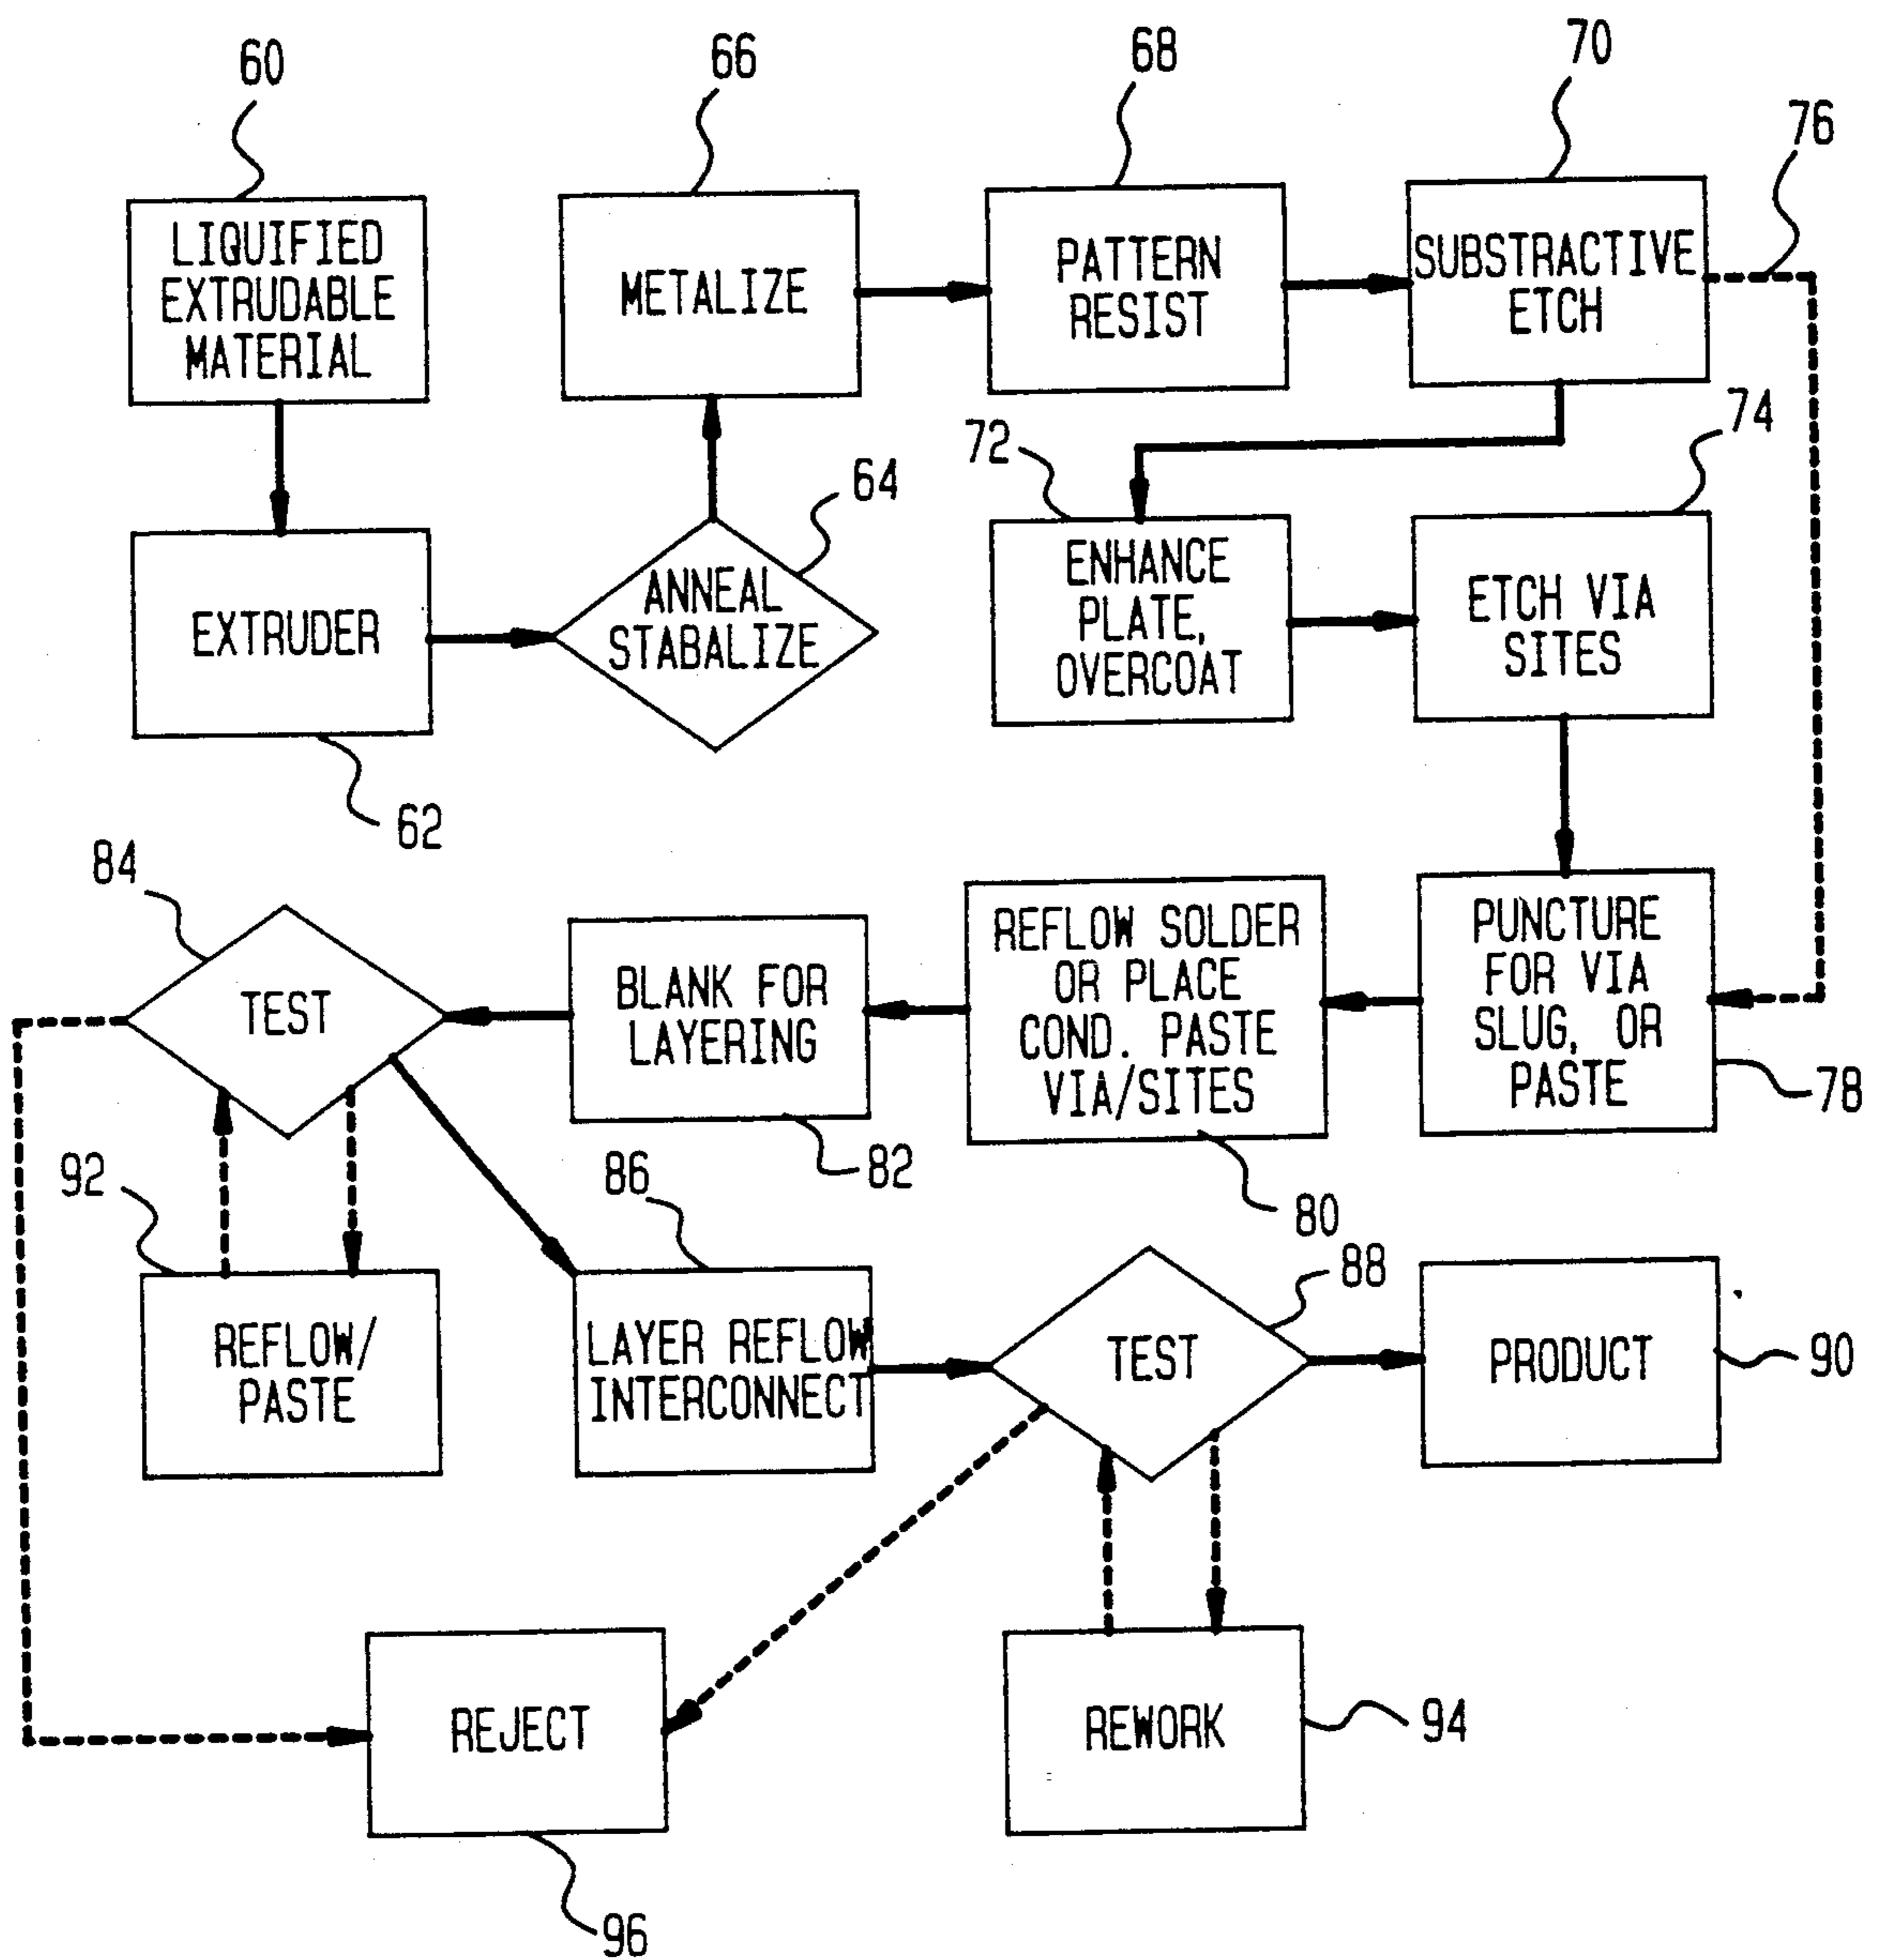 60
66
68
70
76
LIQUIFIED
EXTRUDABLE
MATERIAL
METALIZE
PATTERN
RESIST
SUBSTRACTIVE
ETCH
72
74
64
EXTRUDER
ANNEAL
STABALIZE
ENHANCE
PLATE,
OVERCOAT
ETCH VIA
SITES
62
84
TEST
BLANK FOR
LAYERING
REFLOW SOLDER
OR PLACE
COND. PASTE
VIA/SITES
PUNCTURE
FOR VIA
SLUG, OR
PASTE
78
92
86
82
80
88
REFLOW/
PASTE
LAYER REFLOW
INTERCONNECT
TEST
PRODUCT
90
REJECT
REWORK
94
96